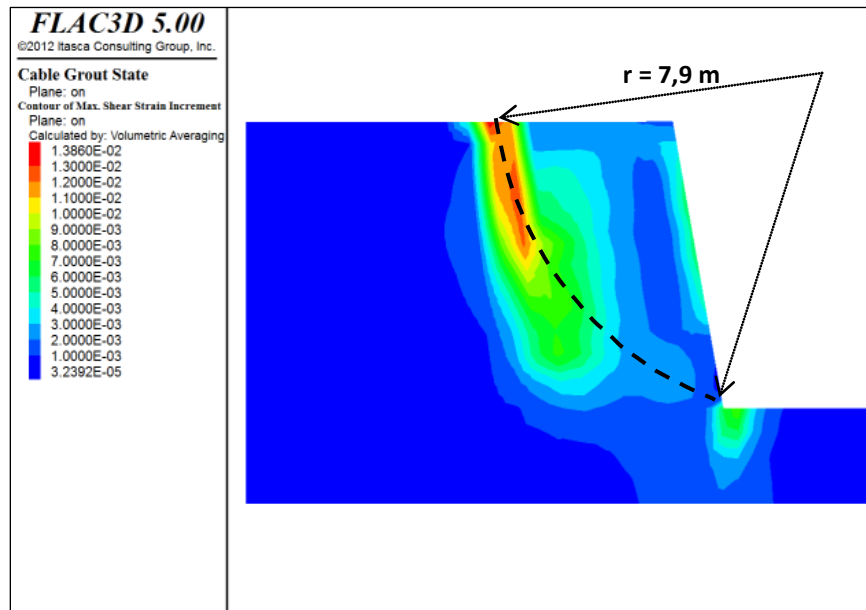 FLAC3D 5.00
©2012 Itasca Consulting Group, Inc.
Cable Grout State
Plane: on
Contour of Max. Shear Strain Increment
Plane: on
Calculated by: Volumetric Averaging
1.3860E-02
1.3000E-02
1.2000E-02
1.1000E-02
1.0000E-02
9.0000E-03
8.0000E-03
7.0000E-03
6.0000E-03
5.0000E-03
4.0000E-03
3.0000E-03
2.0000E-03
1.0000E-03
3.2392E-05
r = 7,9 m